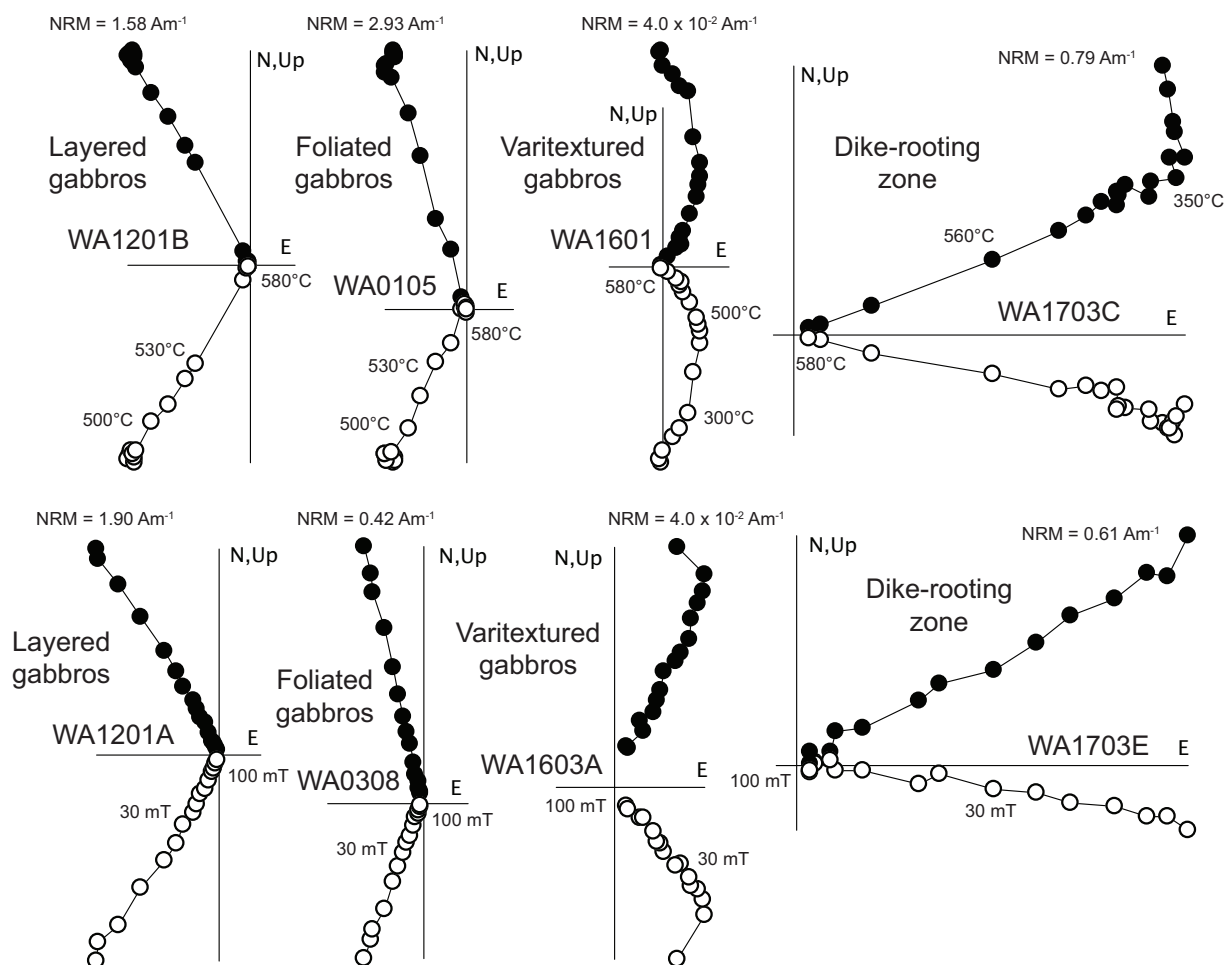 NRM = 1.58 Am⁻¹
N,Up
Layered
gabbros
WA1201B
E
580°C
530°C
500°C
NRM = 2.93 Am⁻¹
N,Up
Foliated
gabbros
WA0105
E
580°C
530°C
500°C
NRM = 4.0 x 10⁻² Am⁻¹
N,Up
Varitextured
gabbros
WA1601
E
580°C
500°C
300°C
NRM = 0.79 Am⁻¹
N,Up
Dike-rooting
zone
350°C
560°C
WA1703C
E
580°C
NRM = 1.90 Am⁻¹
N,Up
Layered
gabbros
WA1201A
E
100 mT
30 mT
NRM = 0.42 Am⁻¹
N,Up
Foliated
gabbros
WA0308
E
100 mT
30 mT
NRM = 4.0 x 10⁻² Am⁻¹
N,Up
Varitextured
gabbros
WA1603A
E
100 mT
30 mT
NRM = 0.61 Am⁻¹
N,Up
Dike-rooting
zone
WA1703E
E
100 mT
30 mT